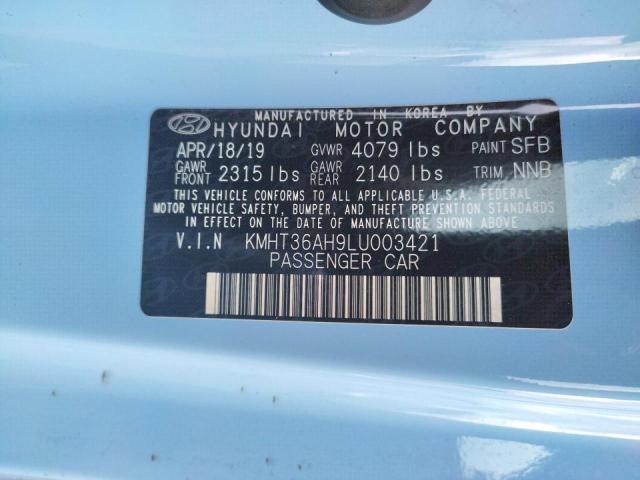 MANUFACTURED IN KOREA BY
HYUNDAI MOTOR COMPANY
APR/18/19 GVWR 4079 lbs PAINT SFB
GAWR FRONT 2315 lbs GAWR REAR 2140 lbs TRIM NNB
THIS VEHICLE CONFORMS TO ALL APPLICABLE U.S.A. FEDERAL
MOTOR VEHICLE SAFETY, BUMPER, AND THEFT PREVENTION STANDARDS
IN EFFECT ON THE DATE OF MANUFACTURE SHOWN ABOVE
V.I.N KMHT36AH9LU003421
PASSENGER CAR